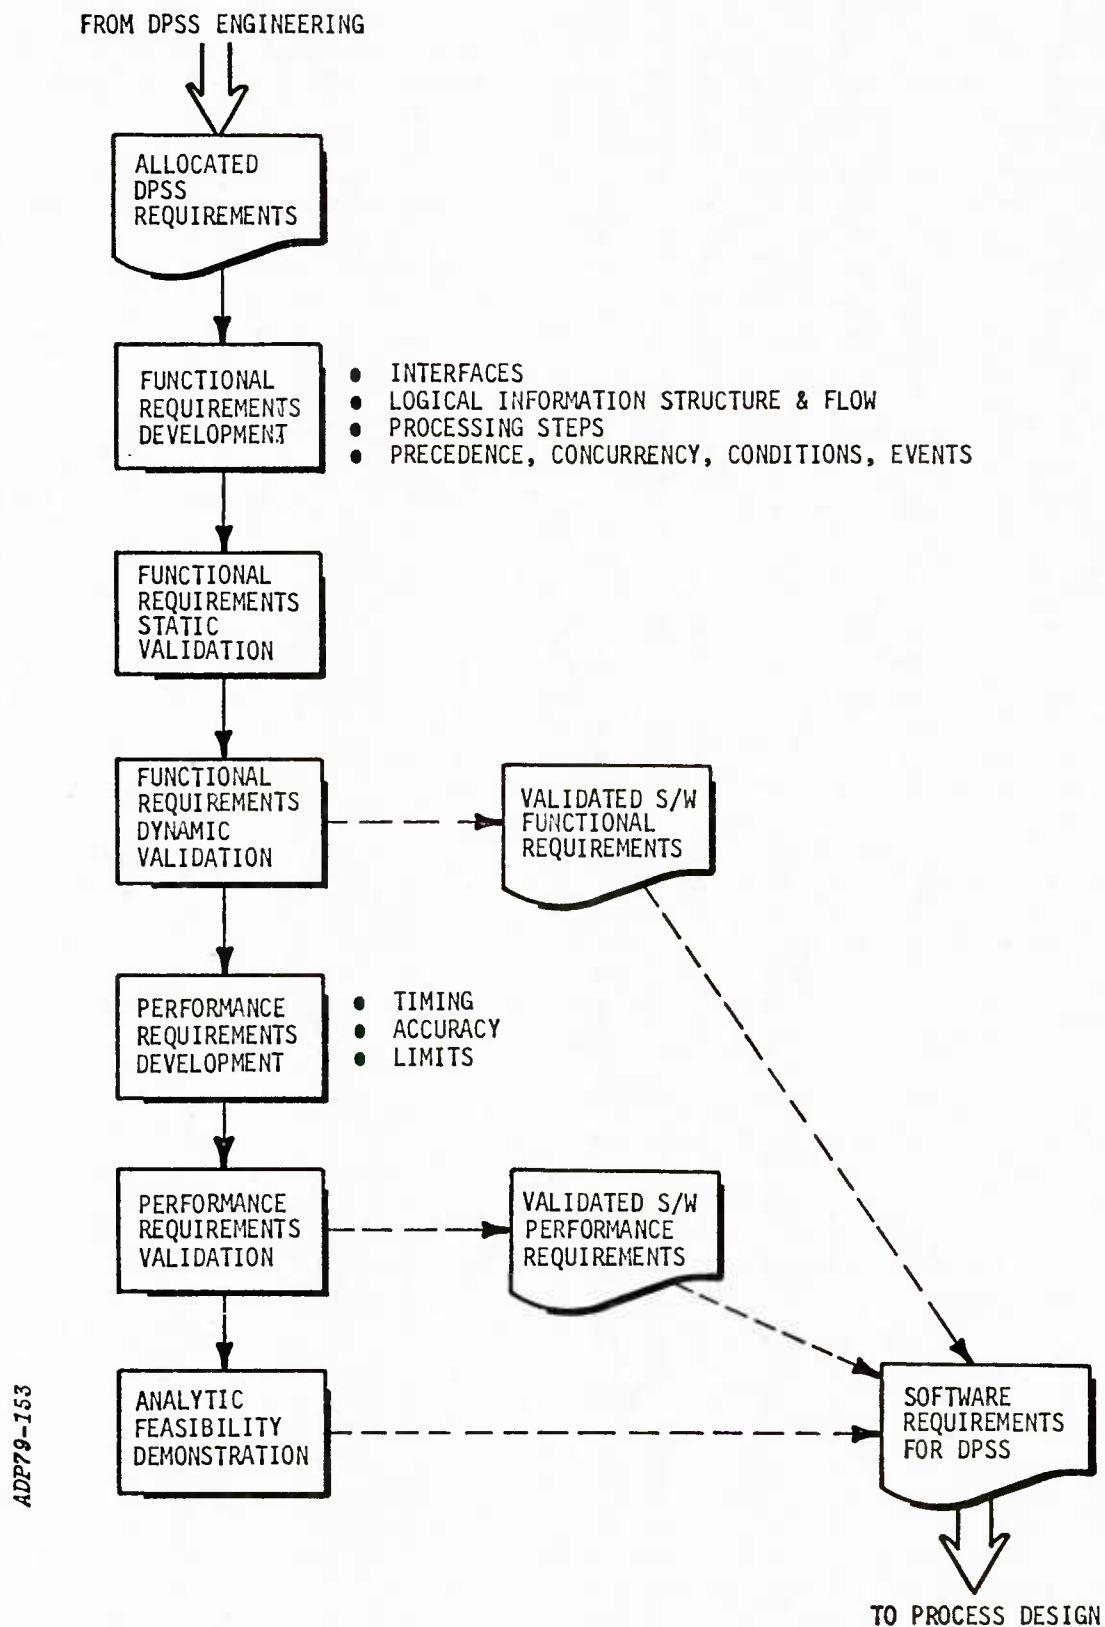 FROM DPSS ENGINEERING
ALLOCATED
DPSS
REQUIREMENTS
FUNCTIONAL
REQUIREMENTS
DEVELOPMENT
● INTERFACES
● LOGICAL INFORMATION STRUCTURE & FLOW
● PROCESSING STEPS
● PRECEDENCE, CONCURRENCY, CONDITIONS, EVENTS
FUNCTIONAL
REQUIREMENTS
STATIC
VALIDATION
FUNCTIONAL
REQUIREMENTS
DYNAMIC
VALIDATION
VALIDATED S/W
FUNCTIONAL
REQUIREMENTS
PERFORMANCE
REQUIREMENTS
DEVELOPMENT
● TIMING
● ACCURACY
● LIMITS
PERFORMANCE
REQUIREMENTS
VALIDATION
VALIDATED S/W
PERFORMANCE
REQUIREMENTS
ANALYTIC
FEASIBILITY
DEMONSTRATION
SOFTWARE
REQUIREMENTS
FOR DPSS
TO PROCESS DESIGN
ADP79-153